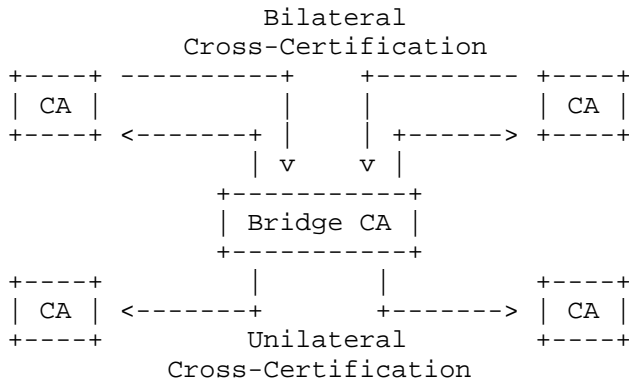 Bilateral
Cross-Certification
CA CA
Bridge CA
CA CA
Unilateral
Cross-Certification